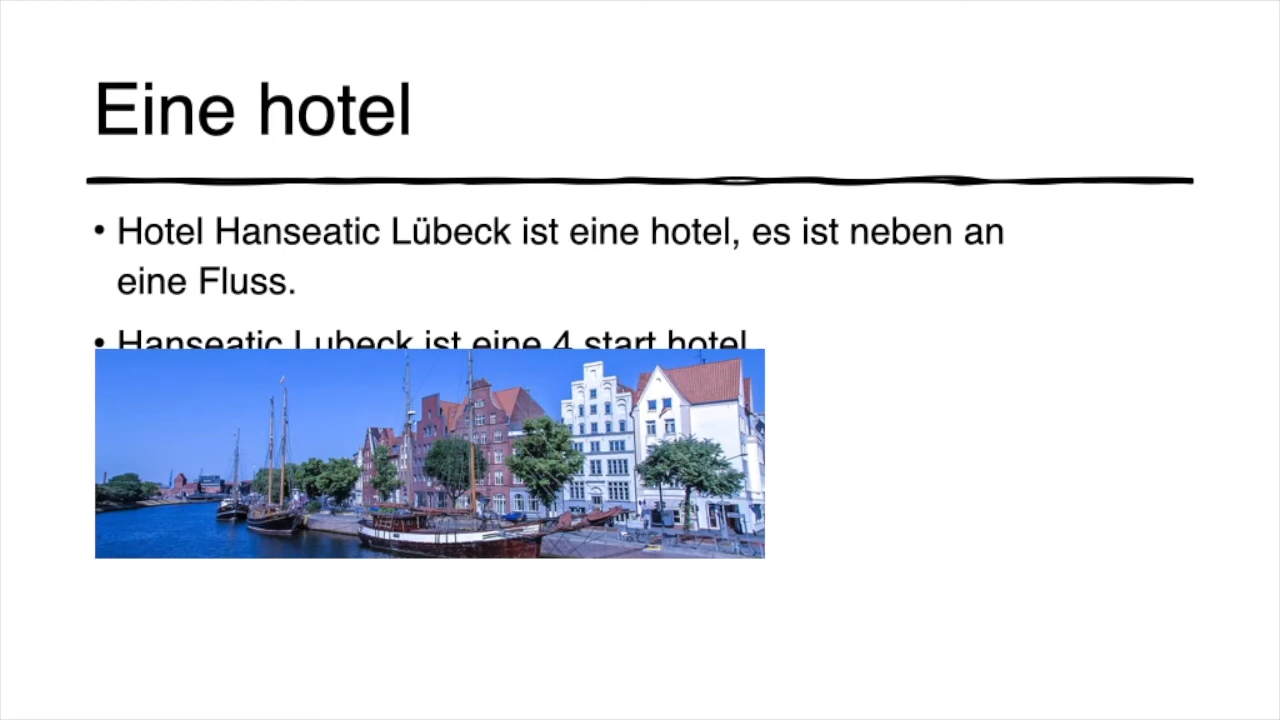 Eine hotel
• Hotel Hanseatic Lübeck ist eine hotel, es ist neben an
eine Fluss.
• Hanseatic Lubeck ist eine 4 start hotel